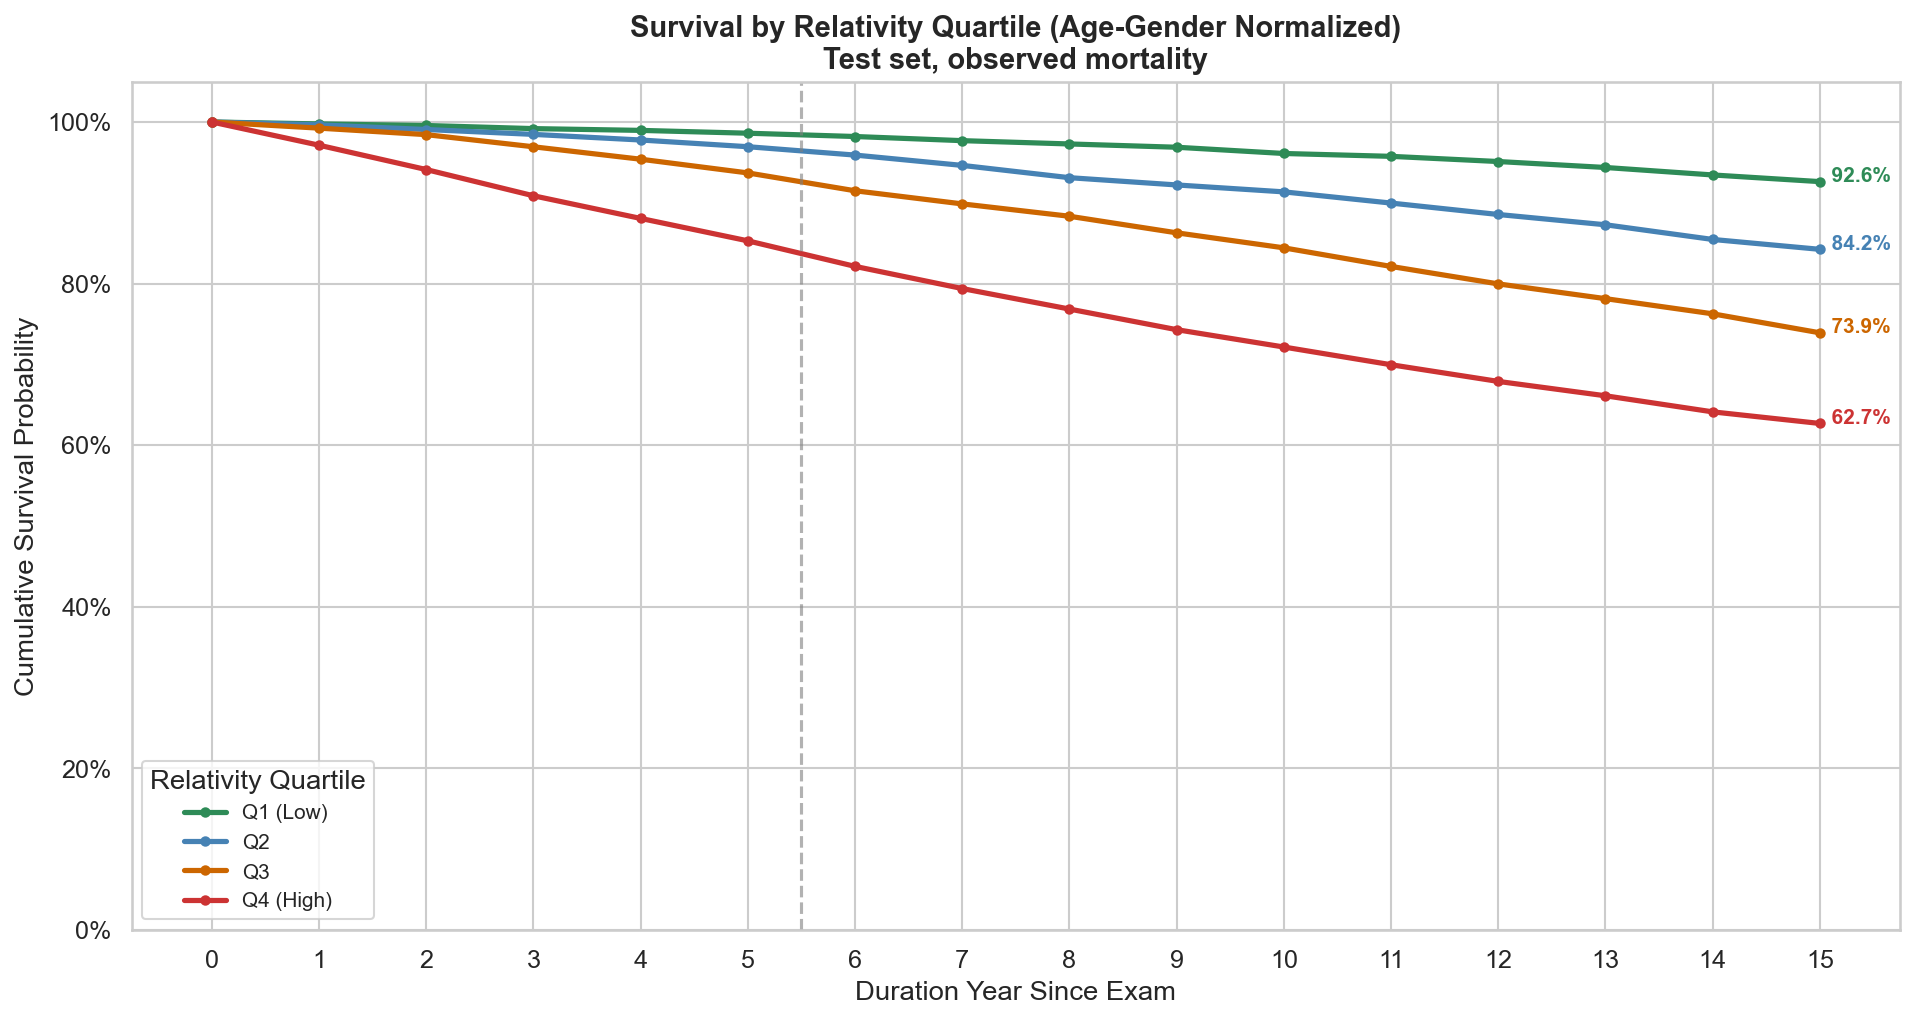 Survival by Relativity Quartile (Age-Gender Normalized)
Test set, observed mortality
Cumulative Survival Probability
100%
80%
60%
40%
20%
0%
92.6%
84.2%
73.9%
62.7%
Relativity Quartile
Q1 (Low)
Q2
Q3
Q4 (High)
0 1 2 3 4 5 6 7 8 9 10 11 12 13 14 15
Duration Year Since Exam